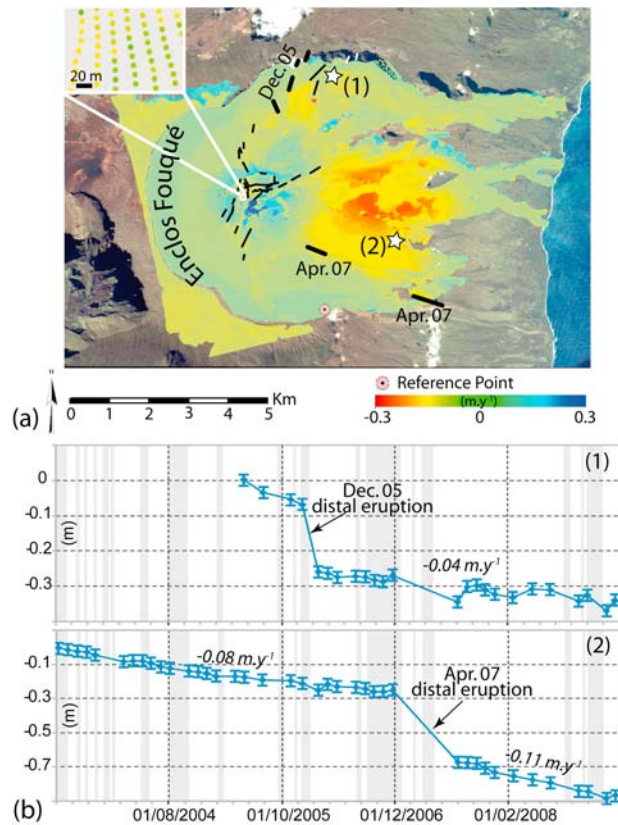 20 m
Dec. 05
(1)
Enclos Fouqué
(2)
Apr. 07
Apr. 07
Reference Point
Km
0 1 2 3 4 5
(m.y⁻¹)
-0.3 0 0.3
(a)
(1)
0
-0.1
-0.2
-0.3
(m)
Dec. 05
distal eruption
-0.04 m.y⁻¹
(2)
-0.1
-0.3
-0.5
-0.7
(m)
-0.08 m.y⁻¹
Apr. 07
distal eruption
-0.11 m.y⁻¹
(b)
01/08/2004 01/10/2005 01/12/2006 01/02/2008